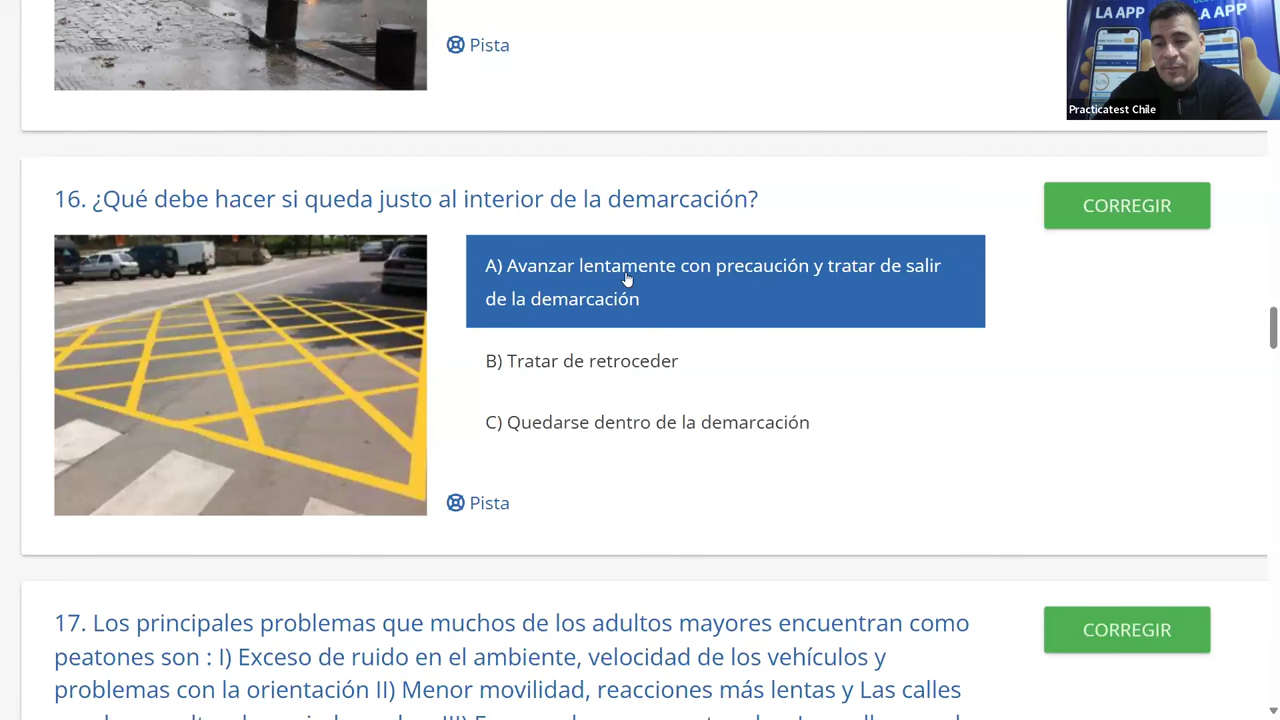 LA APP
LA APP
Practicatest Chile
Pista
16. ¿Qué debe hacer si queda justo al interior de la demarcación?
CORREGIR
A) Avanzar lentamente con precaución y tratar de salir
de la demarcación
B) Tratar de retroceder
C) Quedarse dentro de la demarcación
Pista
17. Los principales problemas que muchos de los adultos mayores encuentran como
peatones son : I) Exceso de ruido en el ambiente, velocidad de los vehículos y
problemas con la orientación II) Menor movilidad, reacciones más lentas y Las calles
CORREGIR